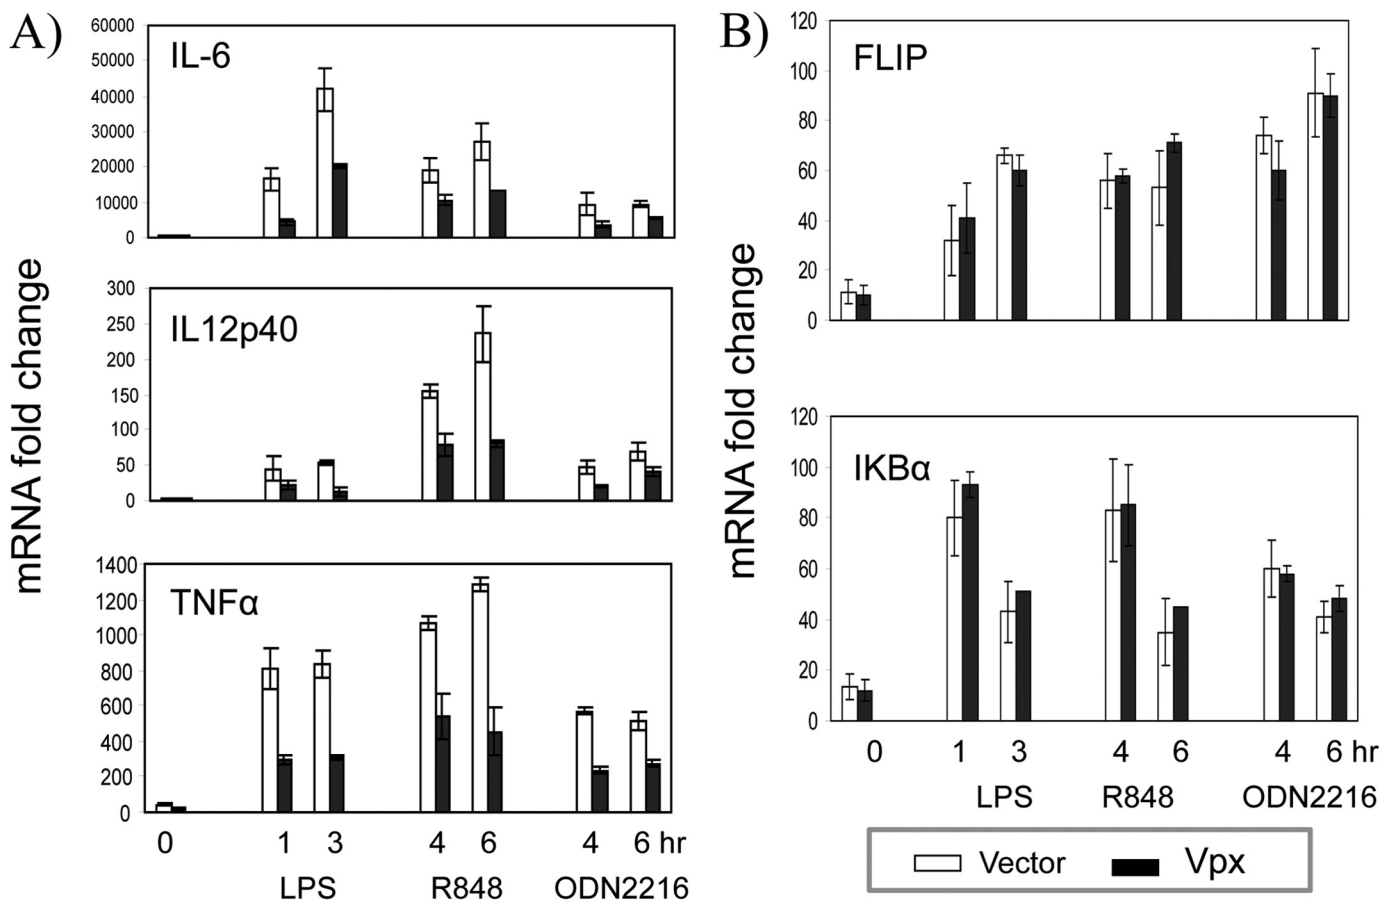 A)
mRNA fold change
60000
50000
40000
30000
20000
10000
0
IL-6
300
250
200
150
100
50
0
IL12p40
1400
1200
1000
800
600
400
200
0
TNFα
0 1 3 4 6 4 6 hr
LPS R848 ODN2216
B)
mRNA fold change
120
100
80
60
40
20
0
FLIP
120
100
80
60
40
20
0
IKBα
0 1 3 4 6 4 6 hr
LPS R848 ODN2216
Vector Vpx